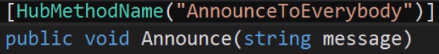 [HubMethodName("AnnounceToEverybody")]
public void Announce(string message)